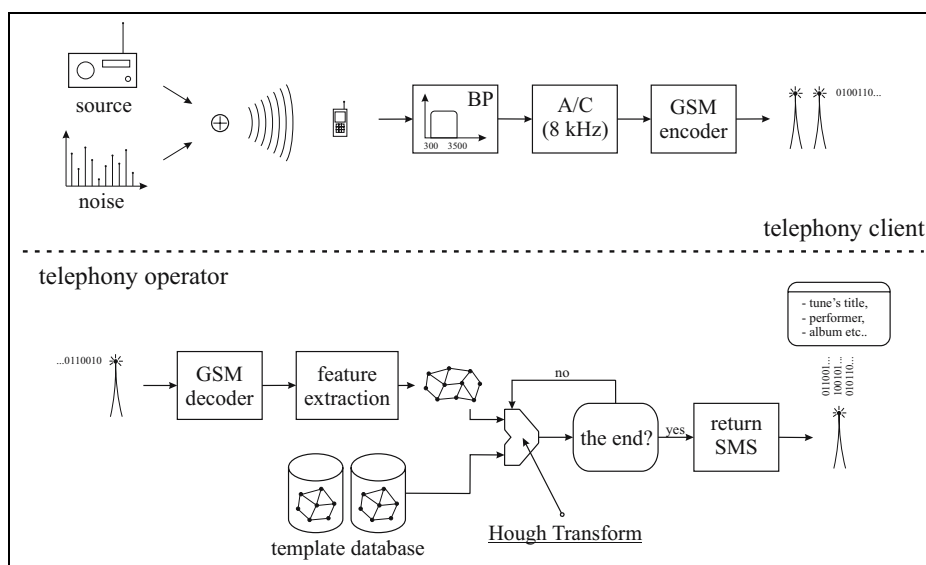 source
noise
BP
300 3500
A/C
(8 kHz)
GSM
encoder
0100110...
telephony client
telephony operator
- tune's title,
- performer,
- album etc..
...0110010
GSM
decoder
feature
extraction
no
the end?
yes
return
SMS
011001...
100101...
010110...
template database
Hough Transform